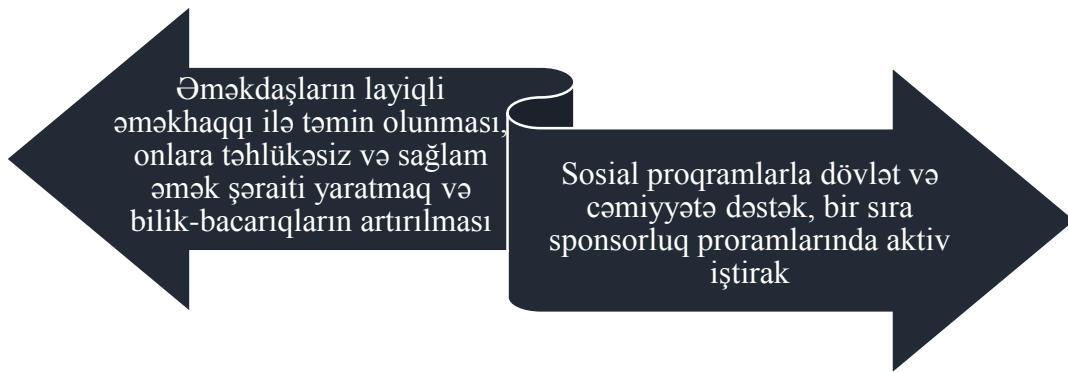 Əməkdaşların layiqli
əməkhaqqı ilə təmin olunması,
onlara təhlükəsiz və sağlam
əmək şəraiti yaratmaq və
bilik-bacarıqların artırılması
Sosial proqramlarla dövlət və
cəmiyyətə dəstək, bir sıra
sponsorluq proramlarında aktiv
iştirak